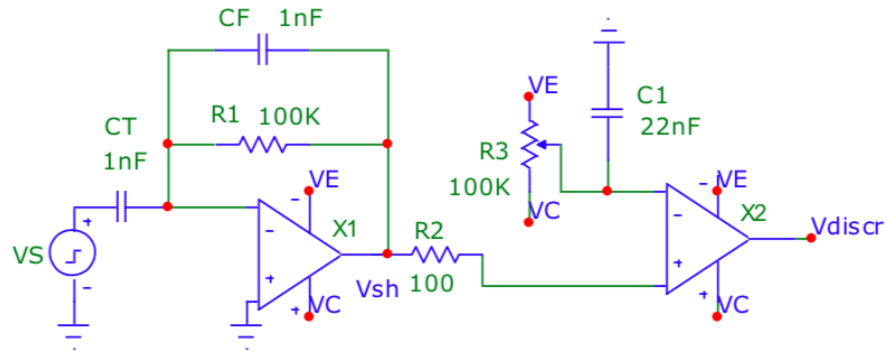 CF 1nF
R1 100K
CT
1nF
VS
+
-
VE
-
-
+
X1
+
VC
Vsh
R2
100
VE
R3
100K
VC
C1
22nF
- VE
-
+
X2
+ VC
Vdiscr